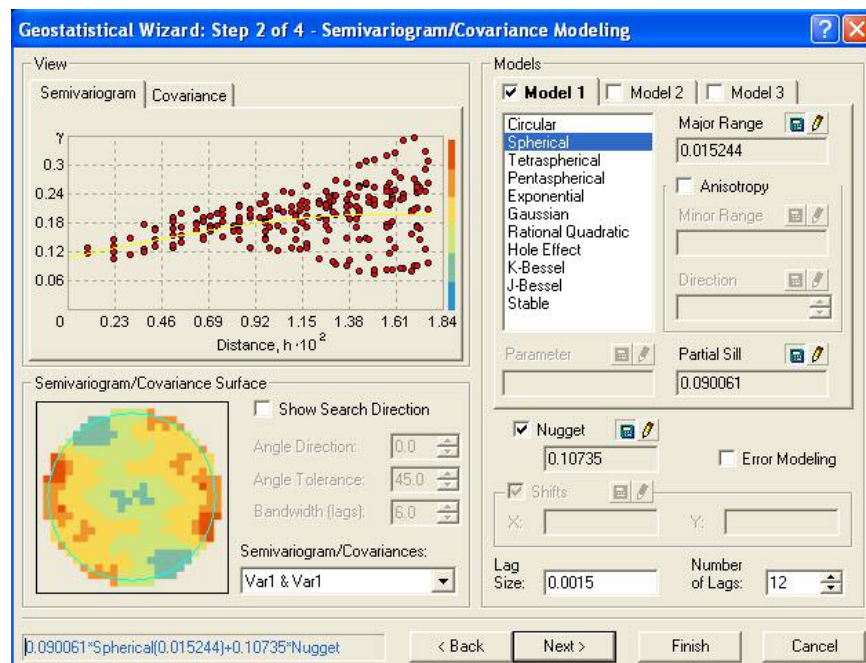 Geostatistical Wizard: Step 2 of 4 - Semivariogram/Covariance Modeling
View
Semivariogram
Covariance
γ
0.3
0.24
0.18
0.12
0.06
0
0.23
0.46
0.69
0.92
1.15
1.38
1.61
1.84
Distance, h ·10²
Semivariogram/Covariance Surface
Show Search Direction
Angle Direction:
0.0
Angle Tolerance:
45.0
Bandwidth (lags):
6.0
Semivariogram/Covariances:
Var1 & Var1
Models
Model 1
Model 2
Model 3
Circular
Spherical
Tetraspherical
Pentaspherical
Exponential
Gaussian
Rational Quadratic
Hole Effect
K-Bessel
J-Bessel
Stable
Major Range
0.015244
Anisotropy
Minor Range
Direction
Parameter
Partial Sill
0.090061
Nugget
0.10735
Error Modeling
Shifts
X:
Y:
Lag Size:
0.0015
Number of Lags:
12
0.090061*Spherical(0.015244)+0.10735*Nugget
< Back
Next >
Finish
Cancel